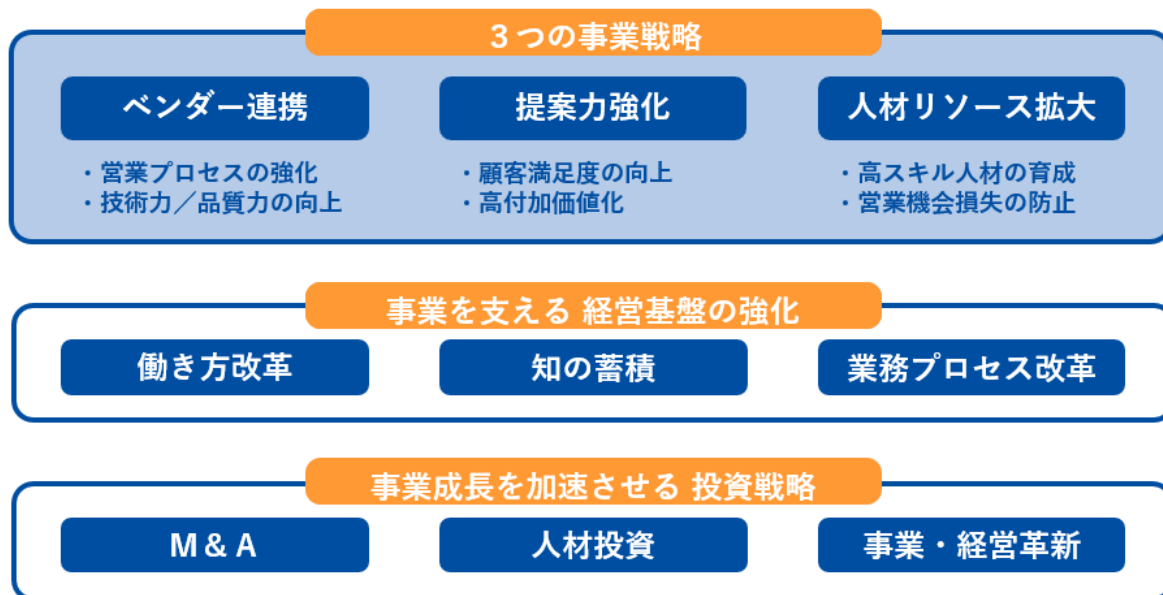 3つの事業戦略
ベンダー連携
提案力強化
人材リソース拡大
・営業プロセスの強化
・技術力／品質力の向上
・顧客満足度の向上
・高付加価値化
・高スキル人材の育成
・営業機会損失の防止
事業を支える 経営基盤の強化
働き方改革
知の蓄積
業務プロセス改革
事業成長を加速させる 投資戦略
M＆A
人材投資
事業・経営革新